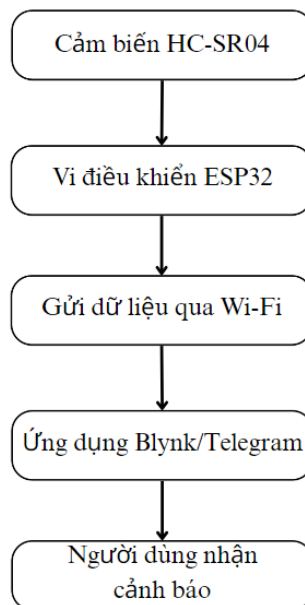 Cảm biến HC-SR04
Vi điều khiển ESP32
Gửi dữ liệu qua Wi-Fi
Ứng dụng Blynk/Telegram
Người dùng nhận
cảnh báo